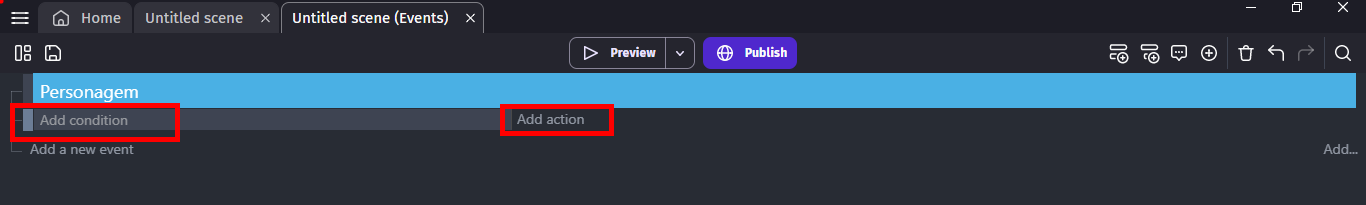 Home Untitled scene Untitled scene (Events)
Preview Publish
Personagem
Add condition Add action
Add a new event Add...